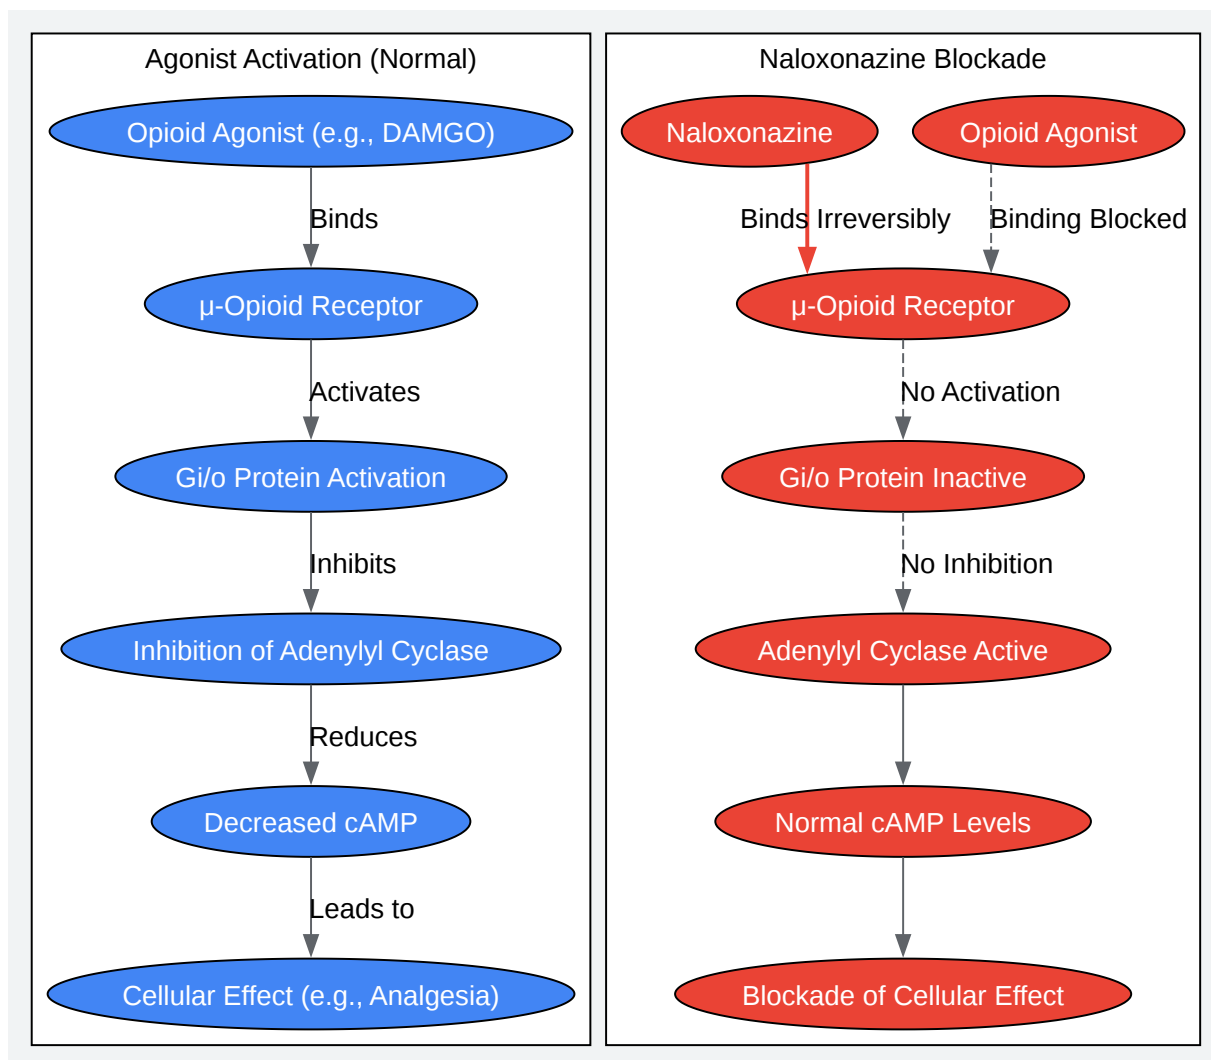 Agonist Activation (Normal)
Opioid Agonist (e.g., DAMGO)
Binds
μ-Opioid Receptor
Activates
Gi/o Protein Activation
Inhibits
Inhibition of Adenylyl Cyclase
Reduces
Decreased cAMP
Leads to
Cellular Effect (e.g., Analgesia)
Naloxonazine Blockade
Naloxonazine
Opioid Agonist
Binds Irreversibly
Binding Blocked
μ-Opioid Receptor
No Activation
Gi/o Protein Inactive
No Inhibition
Adenylyl Cyclase Active
Normal cAMP Levels
Blockade of Cellular Effect